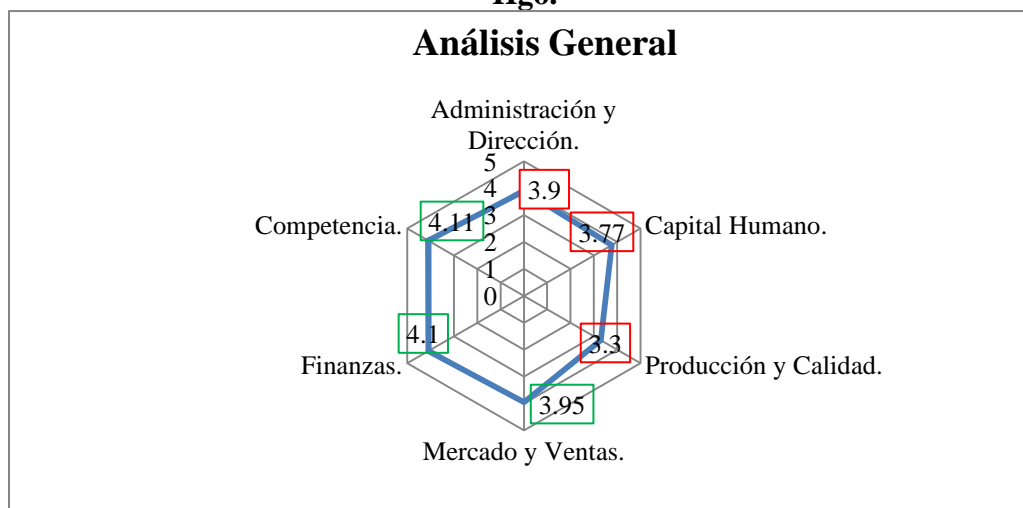 Hgo.
Análisis General
Administración y
Dirección.
5
4
3.9
3
4.11
Competencia.
3.77
Capital Humano.
2
1
0
4.1
3.3
Finanzas.
Producción y Calidad.
3.95
Mercado y Ventas.